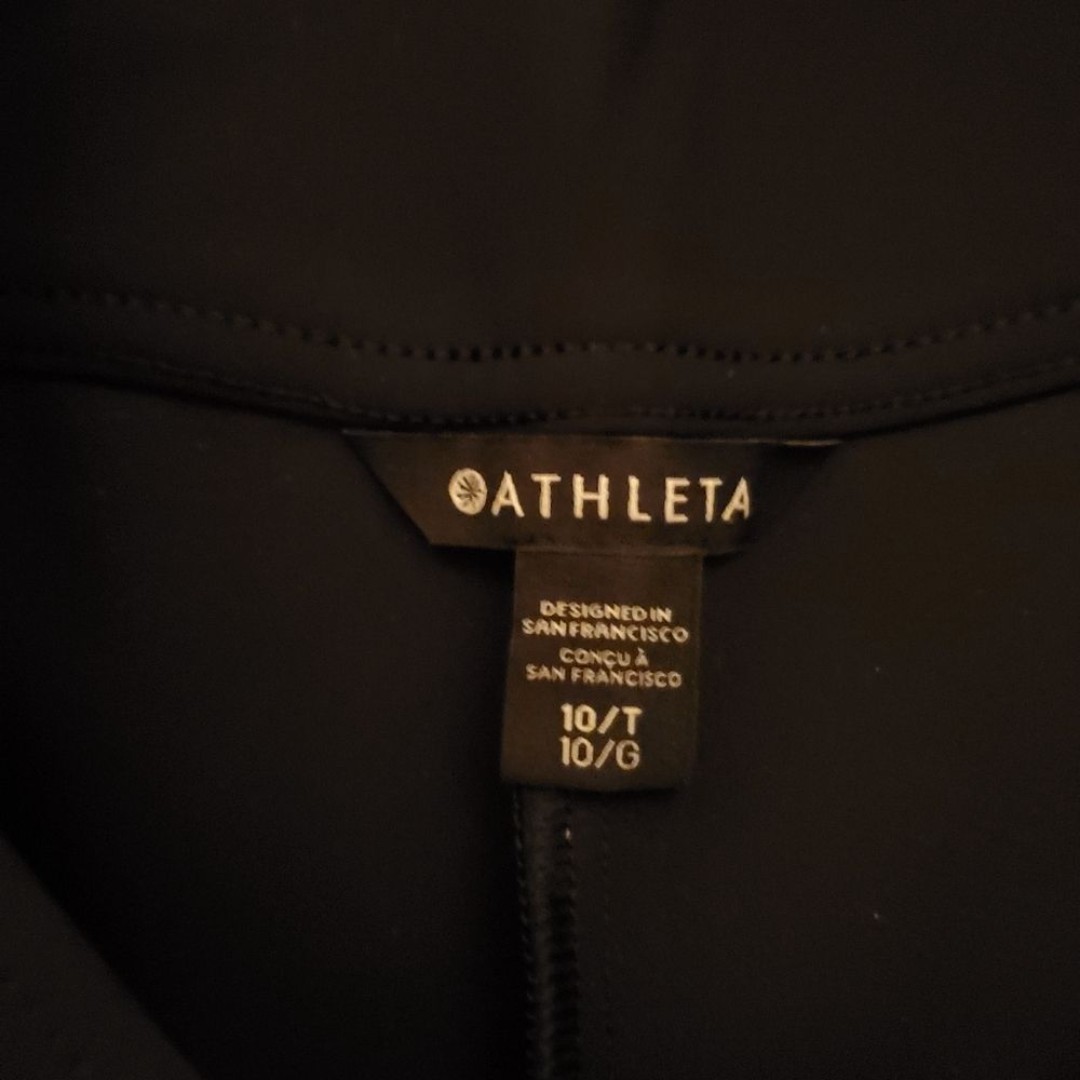 ATHLETA
DESIGNED IN
SAN FRANCISCO
CONÇU À
SAN FRANCISCO
10/T
10/G